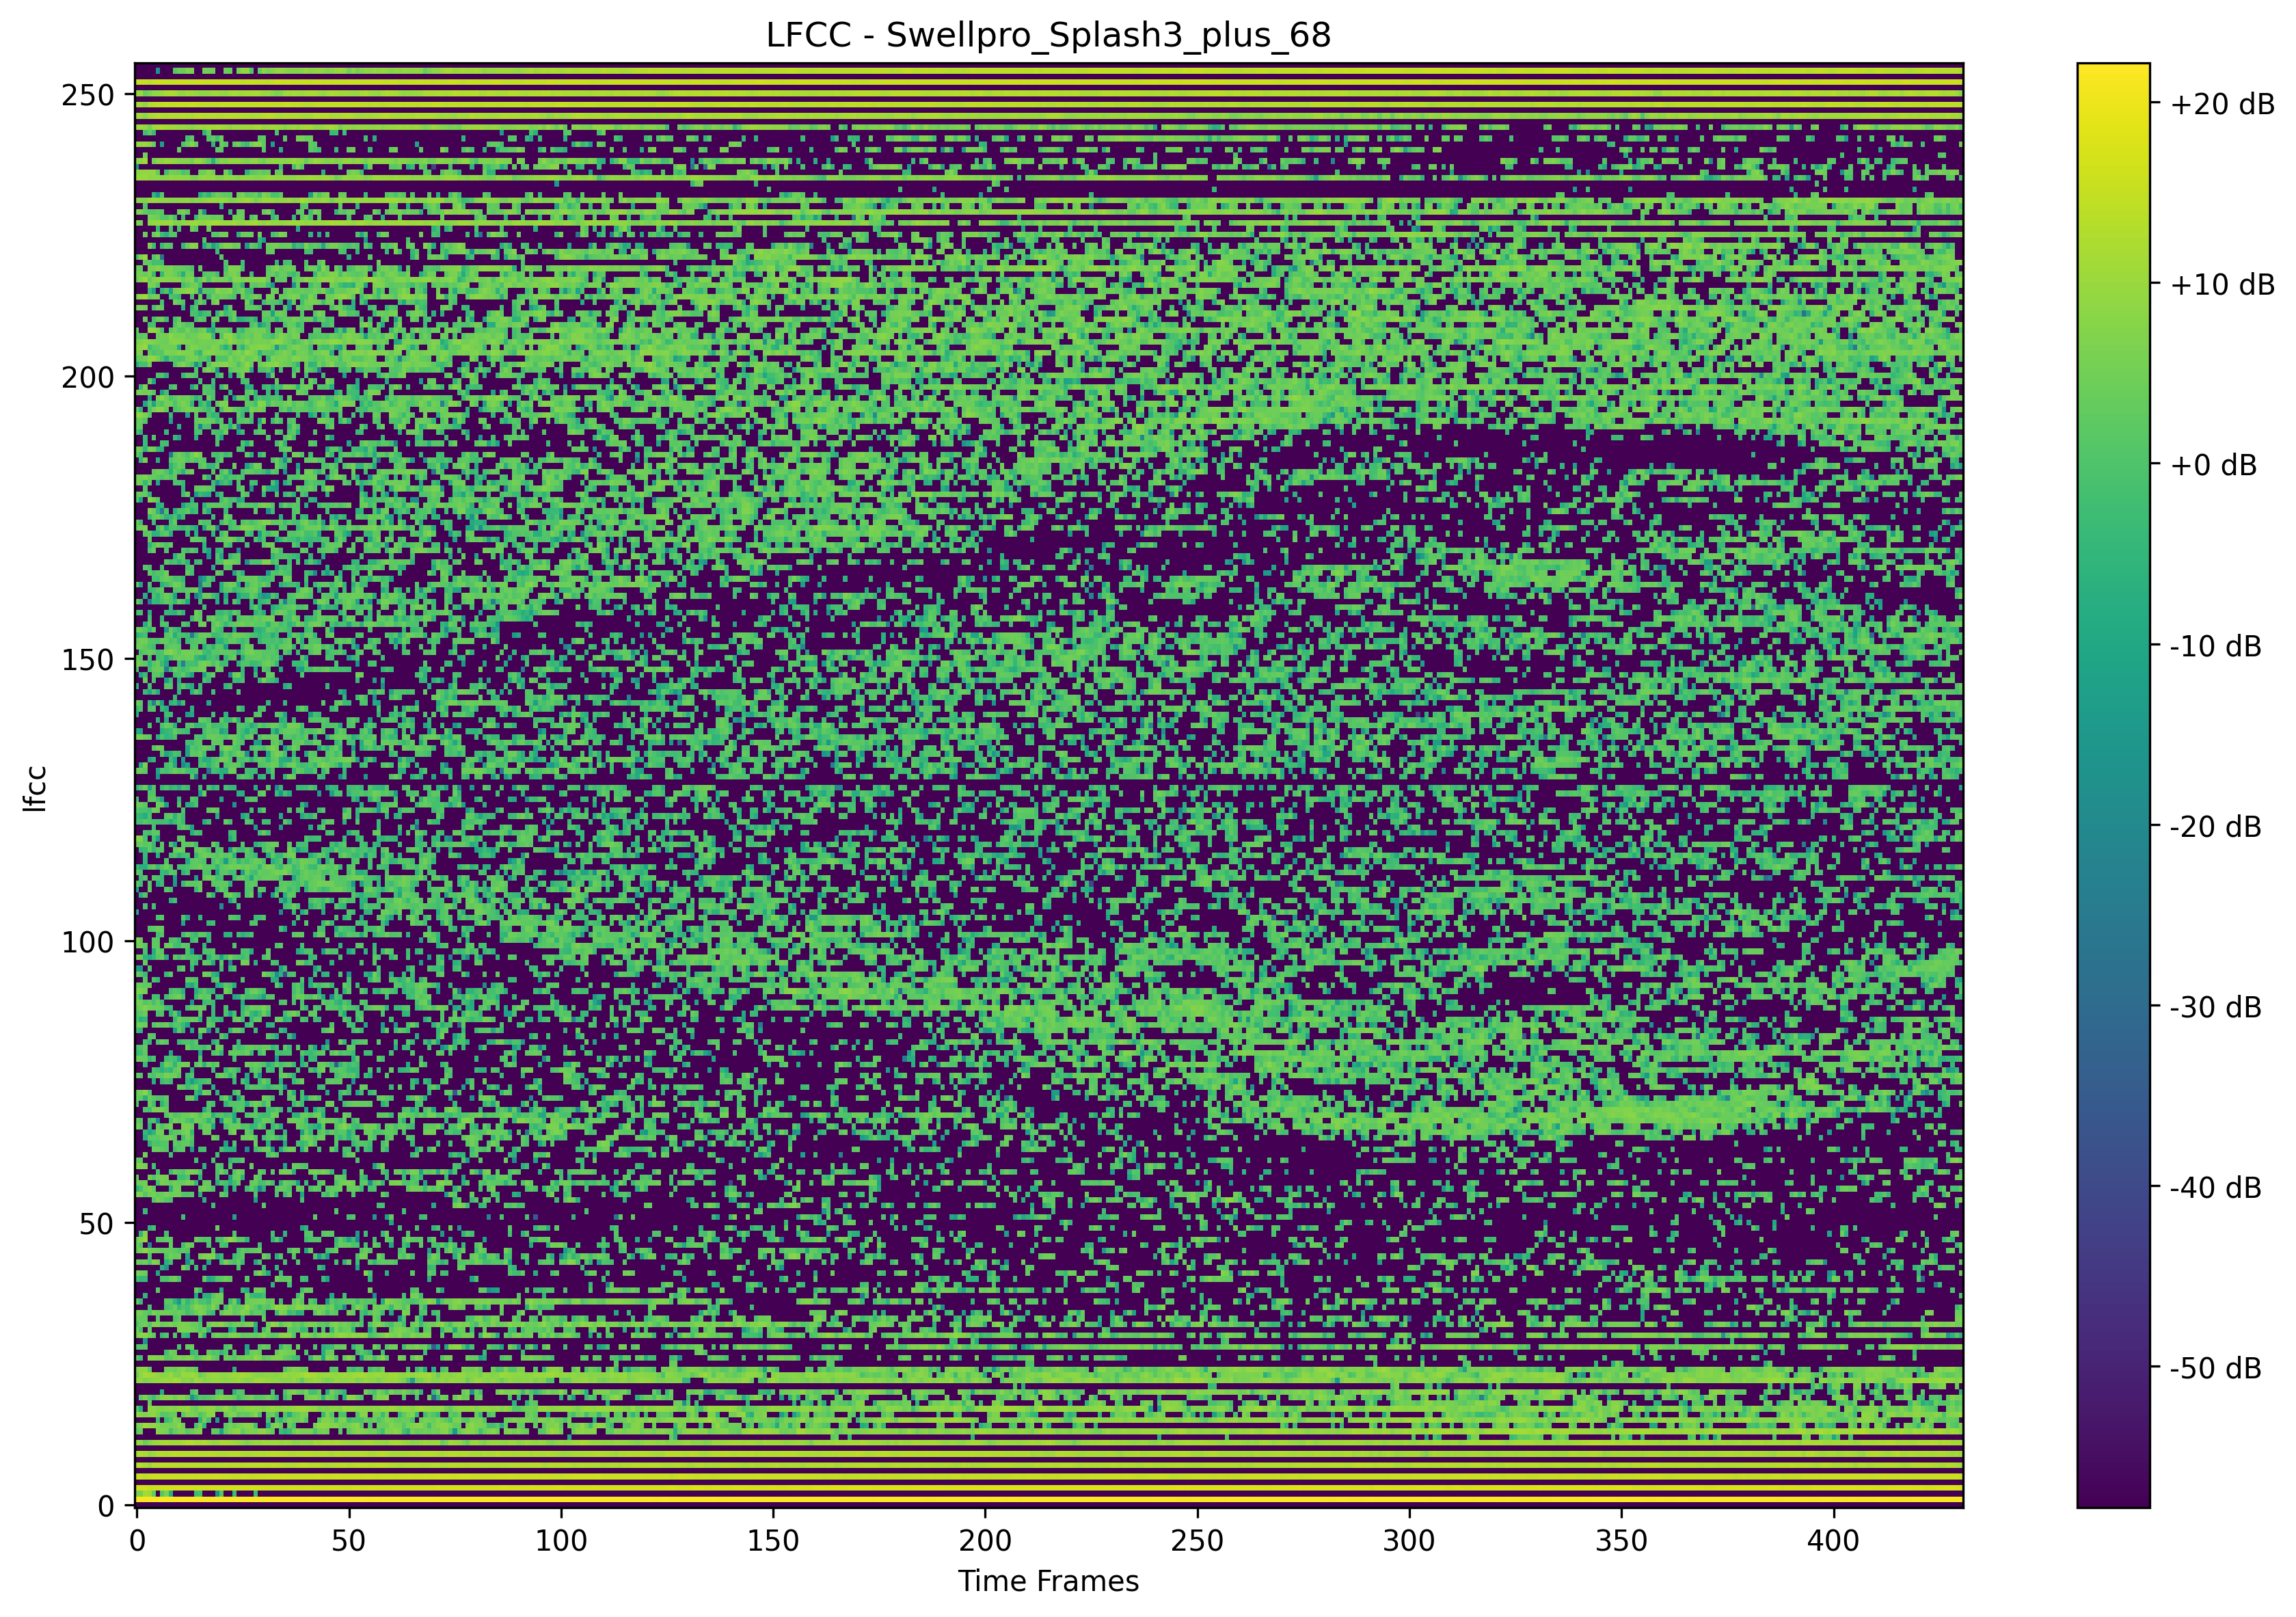 LFCC - Swellpro_Splash3_plus_68
lfcc
250
200
150
100
50
0
0 50 100 150 200 250 300 350 400
Time Frames
+20 dB
+10 dB
+0 dB
-10 dB
-20 dB
-30 dB
-40 dB
-50 dB